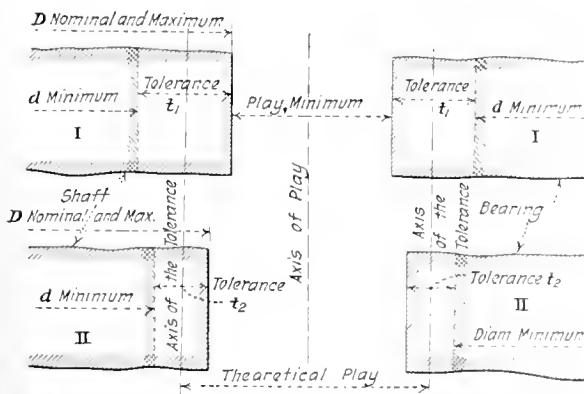 D Nominal and Maximum
Tolerance
t₁
d Minimum
I
Play, Minimum
Tolerance
t₁
d Minimum
I
Shaft
D Nominal and Max.
Axis of the Tolerance
Axis of Play
Axis of the Tolerance
Bearing
Tolerance
t₂
d Minimum
II
Tolerance t₂
II
Diam Minimum
Theoretical Play